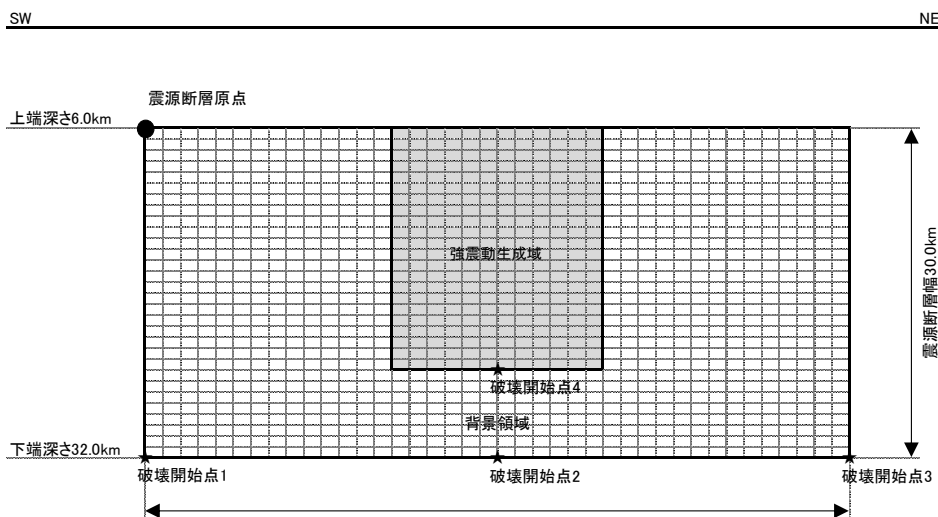 SW
NE
震源断層原点
上端深さ6.0km
強震動生成域
震源断層幅30.0km
破壊開始点4
背景領域
下端深さ32.0km
破壊開始点1
破壊開始点2
破壊開始点3